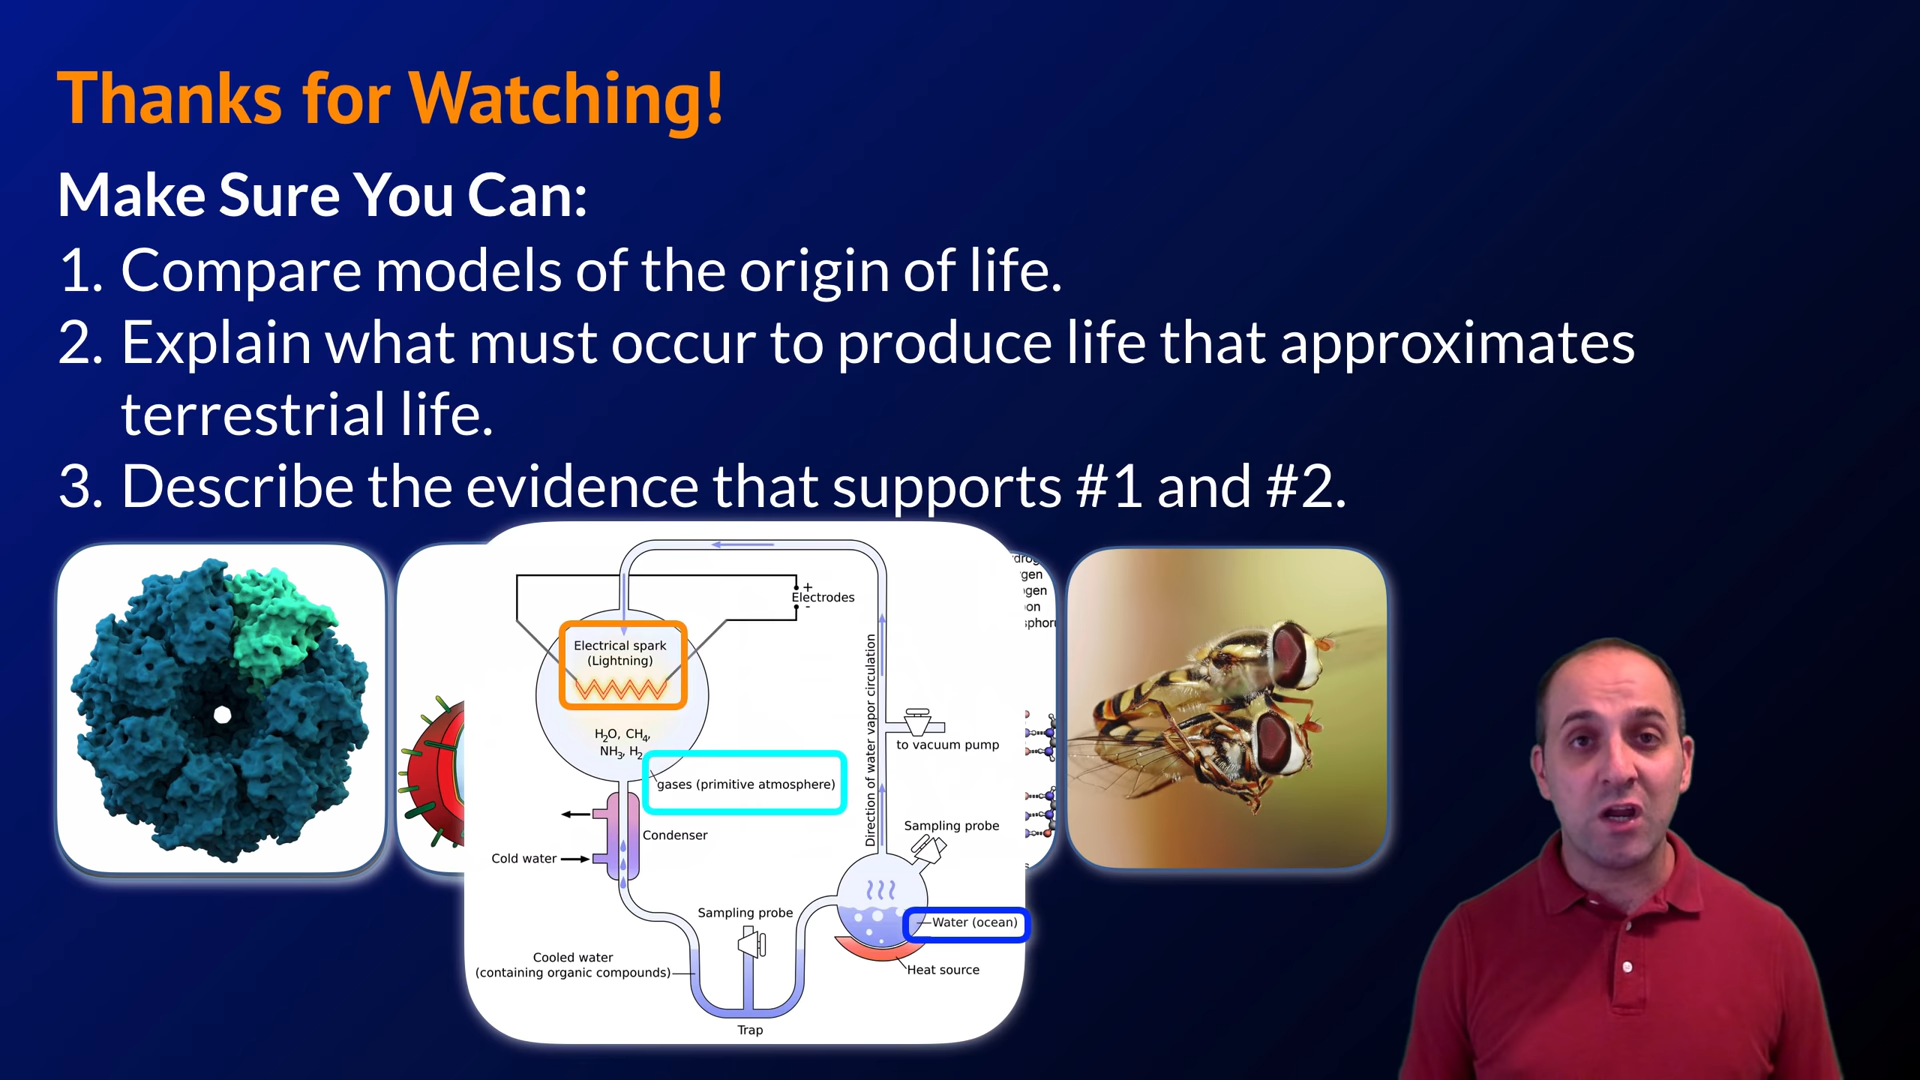 Thanks for Watching!
Make Sure You Can:
1. Compare models of the origin of life.
2. Explain what must occur to produce life that approximates
terrestrial life.
3. Describe the evidence that supports #1 and #2.
+
Electrodes
-
Electrical spark
(Lightning)
H2O, CH4,
NH3, H2
gases (primitive atmosphere)
Direction of water vapor circulation
to vacuum pump
Condenser
Cold water
Sampling probe
Sampling probe
Water (ocean)
Cooled water
(containing organic compounds)
Heat source
Trap